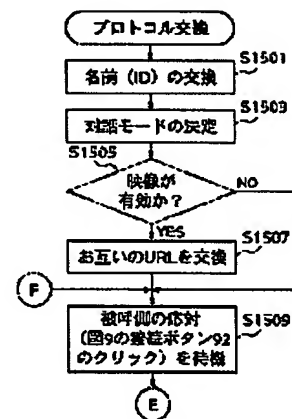 プロトコル交換
S1501
名前（ID）の交換
S1503
対話モードの決定
S1505
映像が
有効か？
NO
YES
S1507
お互いのURLを交換
F
S1509
被呼側の応対
（図9の ボタン92
のクリック）を待機
E